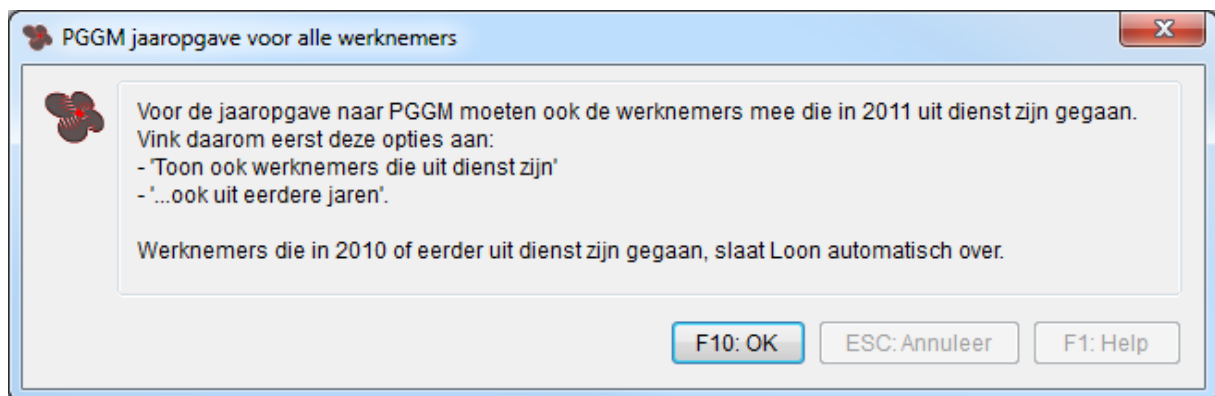 PGGM jaaropgave voor alle werknemers
Voor de jaaropgave naar PGGM moeten ook de werknemers mee die in 2011 uit dienst zijn gegaan.
Vink daarom eerst deze opties aan:
- 'Toon ook werknemers die uit dienst zijn'
- '...ook uit eerdere jaren'.
Werknemers die in 2010 of eerder uit dienst zijn gegaan, slaat Loon automatisch over.
F10: OK ESC: Annuleer F1: Help